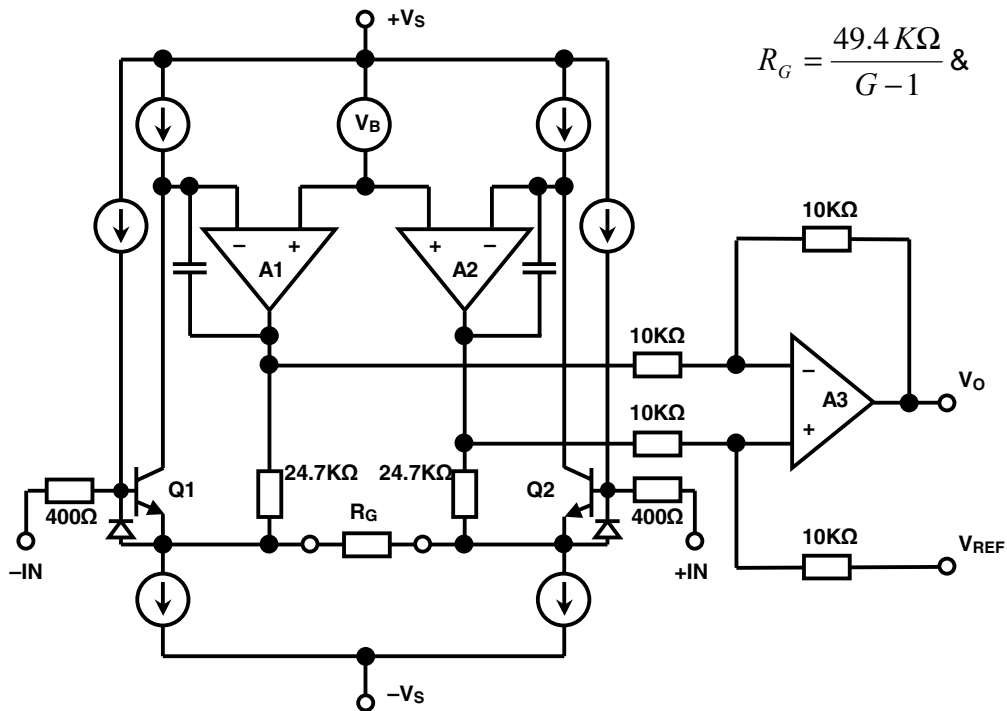 +VS
RG = 49.4 KΩ / G − 1 &
VB
− + + −
A1 A2
10KΩ
10KΩ
−
A3
VO
10KΩ
+
24.7KΩ 24.7KΩ
Q1 Q2
400Ω RG 400Ω
10KΩ
VREF
−IN +IN
−VS